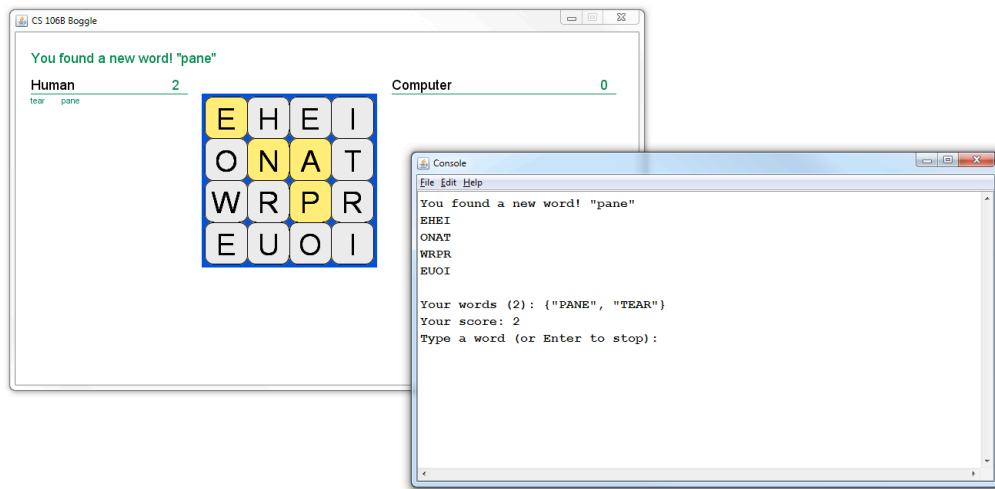 CS 106B Boggle
You found a new word! "pane"
Human 2
tear pane
Computer 0
E H E I
O N A T
W R P R
E U O I
Console
File Edit Help
You found a new word! "pane"
EHEI
ONAT
WRPR
EUOI
Your words (2): {"PANE", "TEAR"}
Your score: 2
Type a word (or Enter to stop):